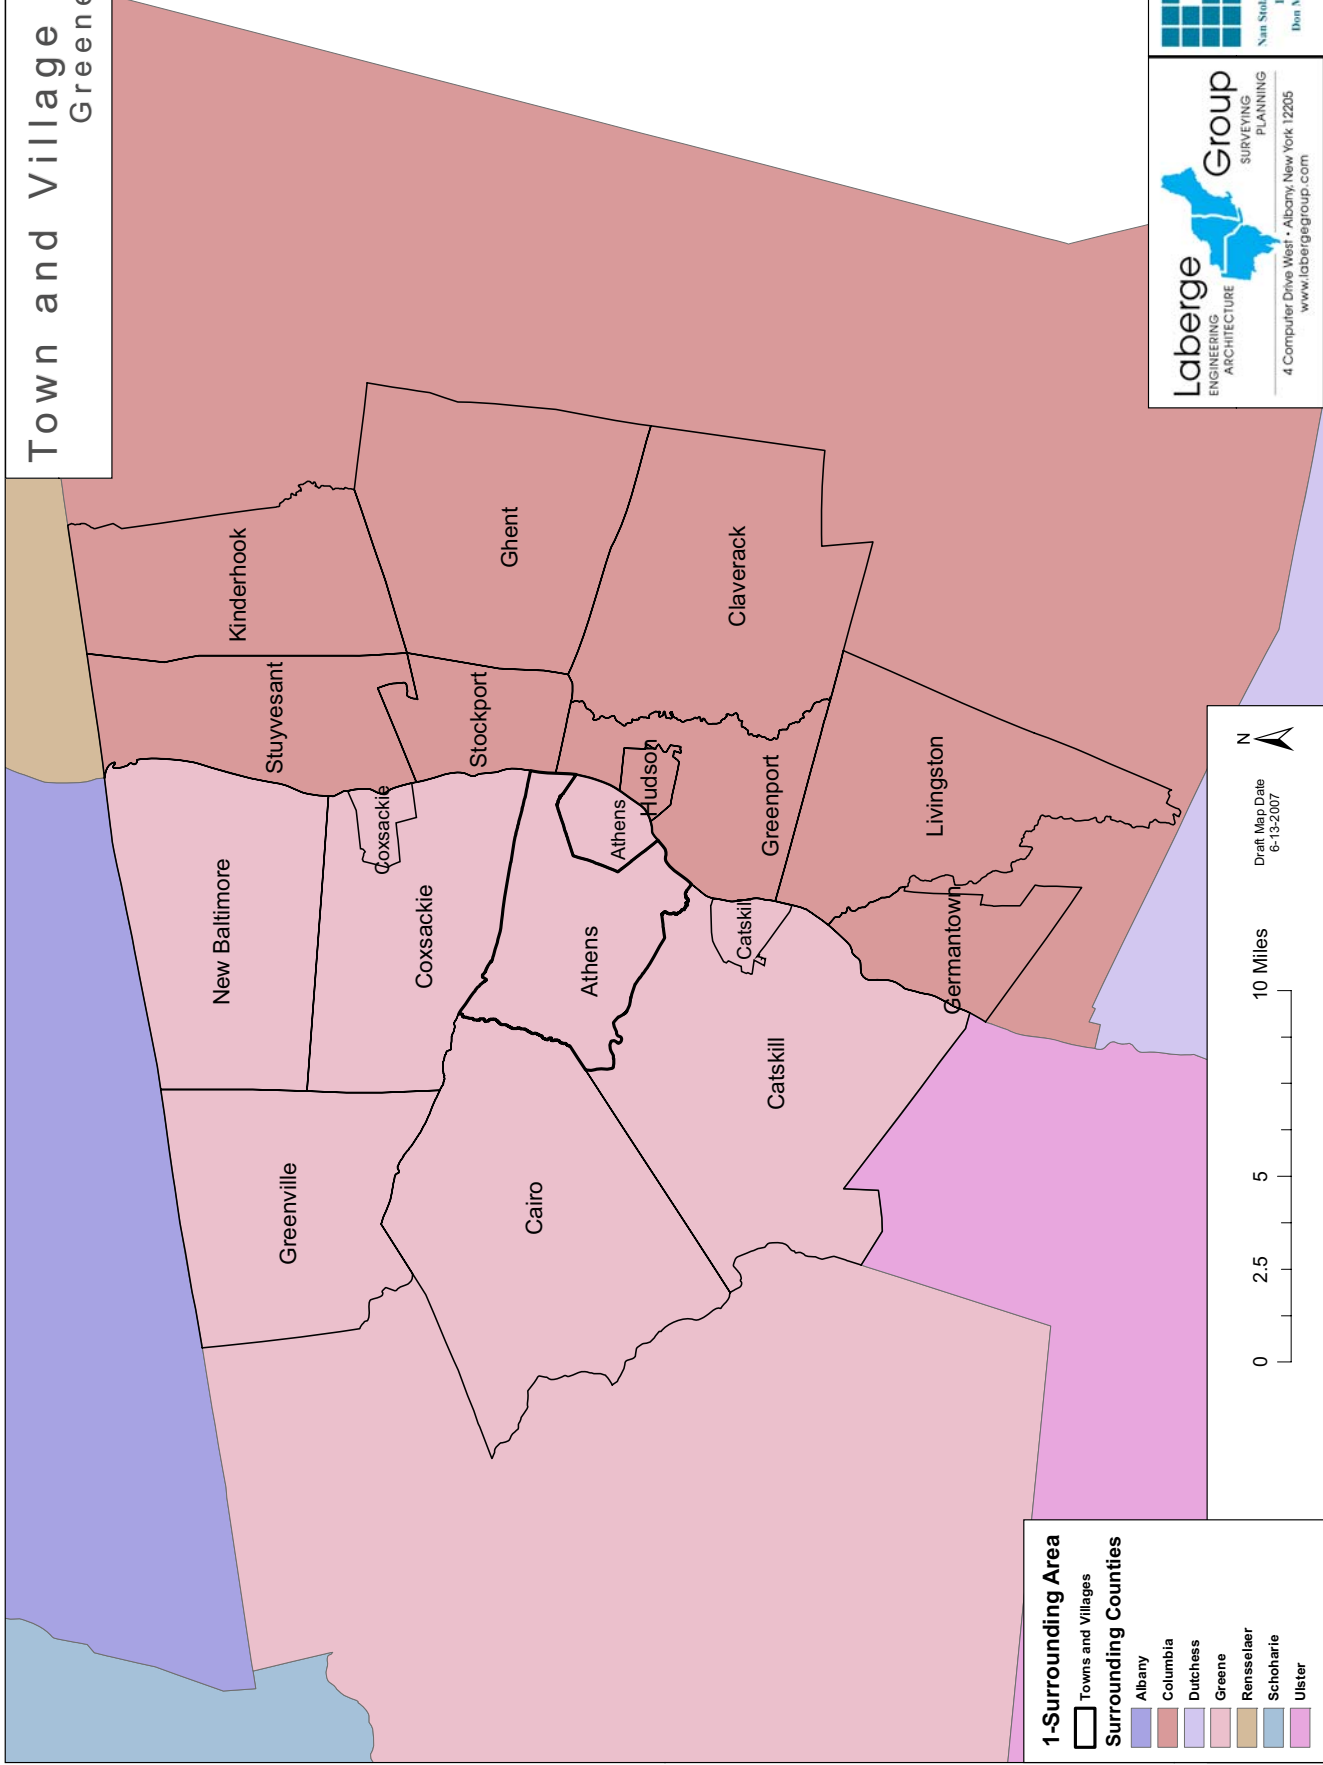 Town and Village
Greene
Kinderhook
Ghent
Stuyvesant
Stockport
Claverack
Hudson
Greenport
Livingston
Germantown
New Baltimore
Coxsackie
Coxsackie
Athens
Athens
Catskill
Catskill
Greenville
Cairo
1-Surrounding Area
Towns and Villages
Surrounding Counties
Albany
Columbia
Dutchess
Greene
Rensselaer
Schoharie
Ulster
0 2.5 5 10 Miles
Draft Map Date
6-13-2007
N
Laberge Group
ENGINEERING SURVEYING
ARCHITECTURE PLANNING
4 Computer Drive West • Albany, New York 12205
www.labergegroup.com
Nan
Don